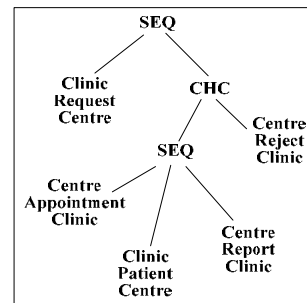 SEQ
Clinic
Request
Centre
CHC
Centre
Reject
Clinic
SEQ
Centre
Appointment
Clinic
Clinic
Patient
Centre
Centre
Report
Clinic